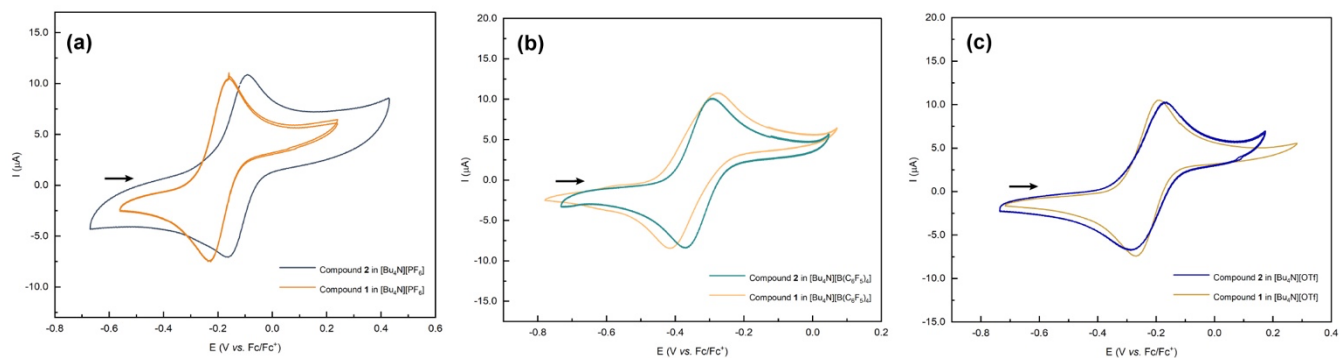 (a)
15.0
10.0
5.0
0.0
-5.0
-10.0
I (µA)
Compound 2 in [Bu₄N][PF₆]
Compound 1 in [Bu₄N][PF₆]
-0.8 -0.6 -0.4 -0.2 0.0 0.2 0.4 0.6
E (V vs. Fc/Fc⁺)
(b)
20.0
15.0
10.0
5.0
0.0
-5.0
-10.0
-15.0
I (µA)
Compound 2 in [Bu₄N][B(C₆F₅)₄]
Compound 1 in [Bu₄N][B(C₆F₅)₄]
-0.8 -0.6 -0.4 -0.2 0.0 0.2
E (V vs. Fc/Fc⁺)
(c)
20.0
15.0
10.0
5.0
0.0
-5.0
-10.0
-15.0
I (µA)
Compound 2 in [Bu₄N][OTf]
Compound 1 in [Bu₄N][OTf]
-0.8 -0.6 -0.4 -0.2 0.0 0.2 0.4
E (V vs. Fc/Fc⁺)